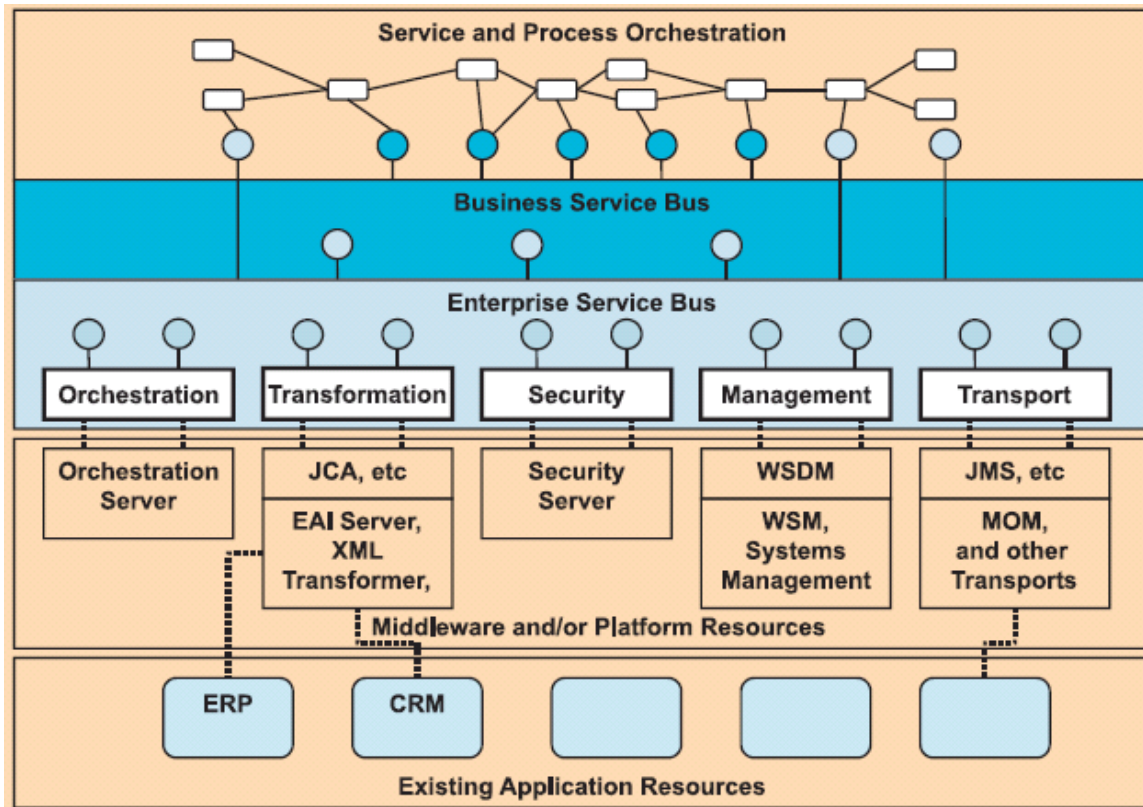 Service and Process Orchestration
Business Service Bus
Enterprise Service Bus
Orchestration
Transformation
Security
Management
Transport
Orchestration
Server
JCA, etc
EAI Server,
XML
Transformer,
Security
Server
WSDM
WSM,
Systems
Management
JMS, etc
MOM,
and other
Transports
Middleware and/or Platform Resources
ERP
CRM
Existing Application Resources